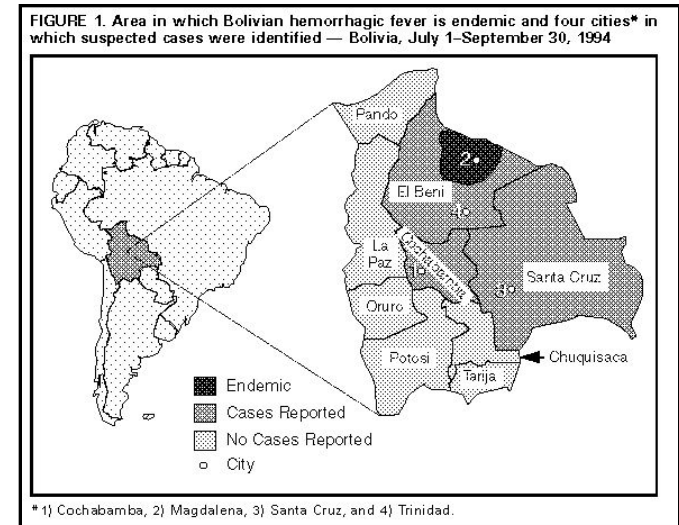 FIGURE 1. Area in which Bolivian hemorrhagic fever is endemic and four cities* in
which suspected cases were identified — Bolivia, July 1–September 30, 1994
Pando
2
El Beni
4
La
Paz
Cochabamba
1
3
Santa Cruz
Oruro
Potosi
Chuquisaca
Tarija
Endemic
Cases Reported
No Cases Reported
City
*1) Cochabamba, 2) Magdalena, 3) Santa Cruz, and 4) Trinidad.